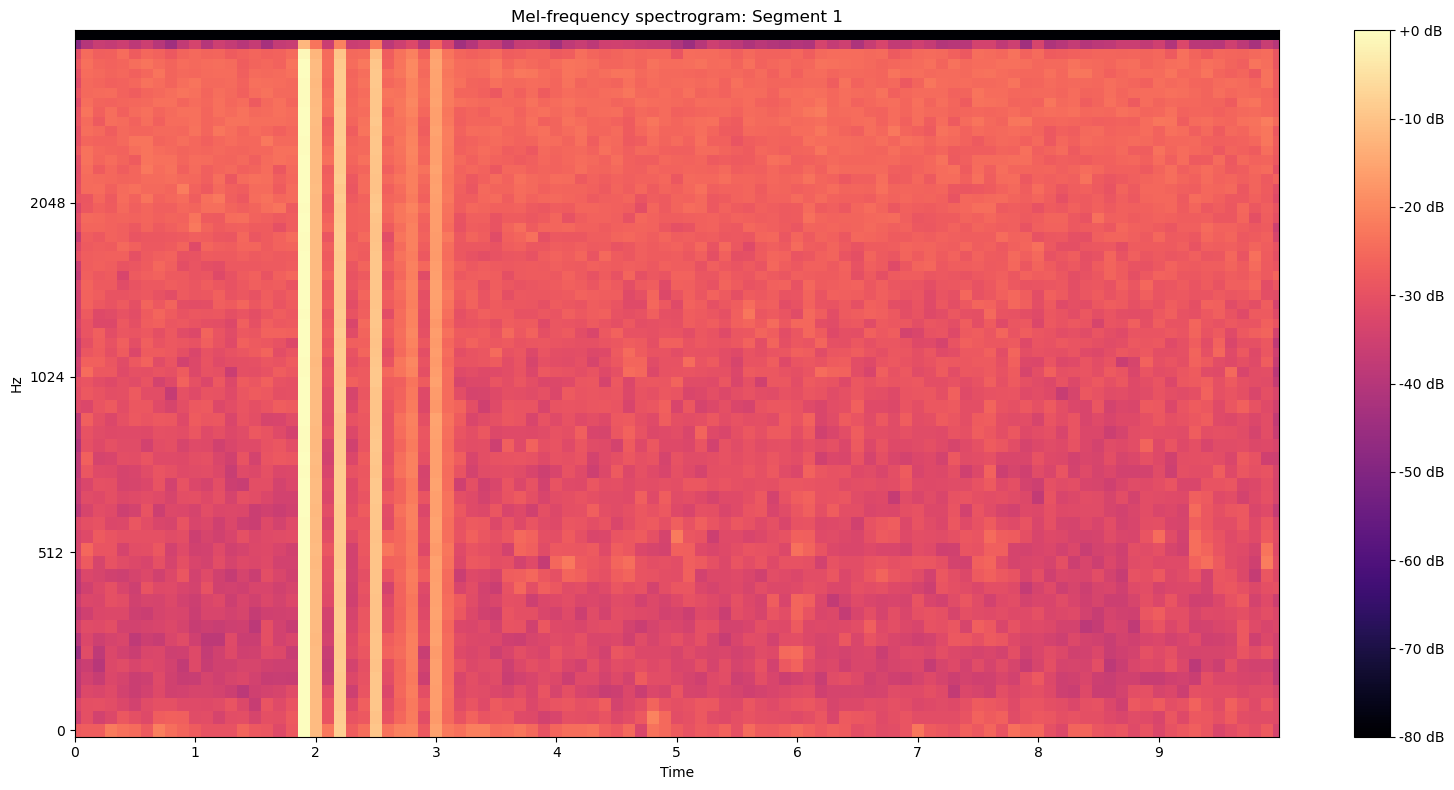 Mel-frequency spectrogram: Segment 1
Hz
2048
1024
512
0
0 1 2 3 4 5 6 7 8 9
Time
+0 dB
-10 dB
-20 dB
-30 dB
-40 dB
-50 dB
-60 dB
-70 dB
-80 dB